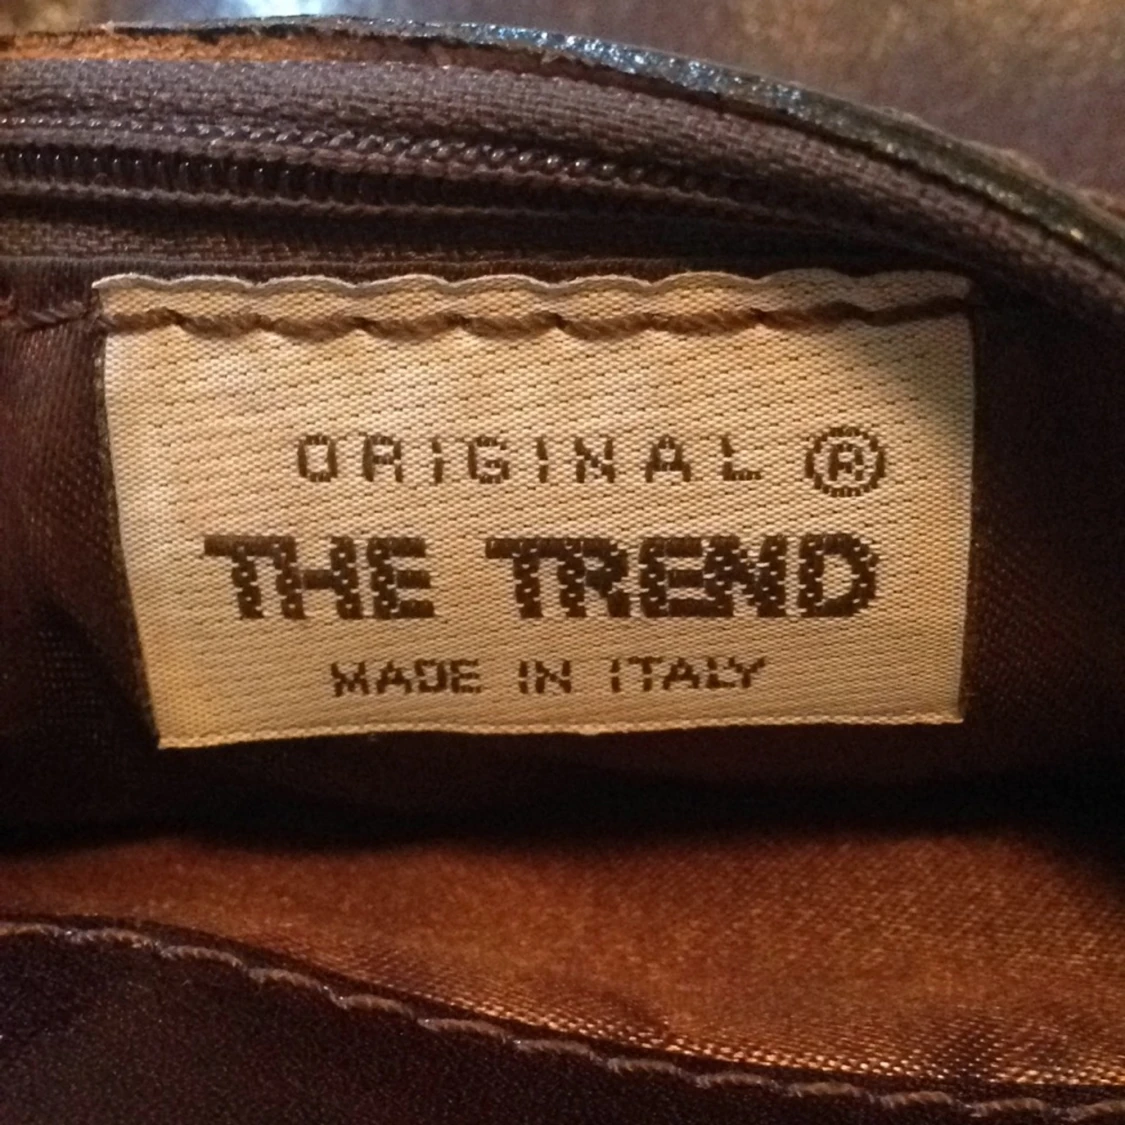 ORIGINAL ®
THE TREND
MADE IN ITALY